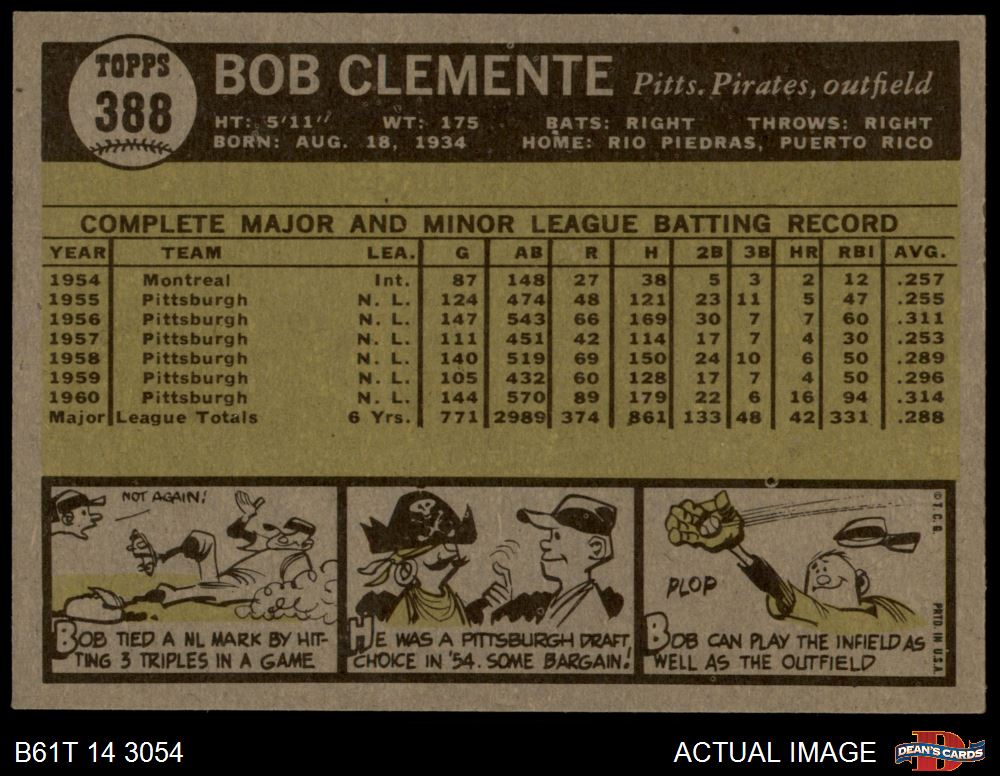 TOPPS
388
BOB CLEMENTE Pitts. Pirates, outfield
HT: 5'11" WT: 175 BATS: RIGHT THROWS: RIGHT
BORN: AUG. 18, 1934 HOME: RIO PIEDRAS, PUERTO RICO
COMPLETE MAJOR AND MINOR LEAGUE BATTING RECORD
YEAR TEAM LEA. G AB R H 2B 3B HR RBI AVG.
1954 Montreal Int. 87 148 27 38 5 3 2 12 .257
1955 Pittsburgh N. L. 124 474 48 121 23 11 5 47 .255
1956 Pittsburgh N. L. 147 543 66 169 30 7 7 60 .311
1957 Pittsburgh N. L. 111 451 42 114 17 7 4 30 .253
1958 Pittsburgh N. L. 140 519 69 150 24 10 6 50 .289
1959 Pittsburgh N. L. 105 432 60 128 17 7 4 50 .296
1960 Pittsburgh N. L. 144 570 89 179 22 6 16 94 .314
Major League Totals 6 Yrs. 771 2989 374 861 133 48 42 331 .288
NOT AGAIN!
BOB TIED A NL MARK BY HIT-
TING 3 TRIPLES IN A GAME
HE WAS A PITTSBURGH DRAFT
CHOICE IN '54. SOME BARGAIN!
PLOP
BOB CAN PLAY THE INFIELD AS
WELL AS THE OUTFIELD
© T.C.G.
PRTD. IN U.S.A.
B61T 14 3054
ACTUAL IMAGE
D
DEAN'S CARDS